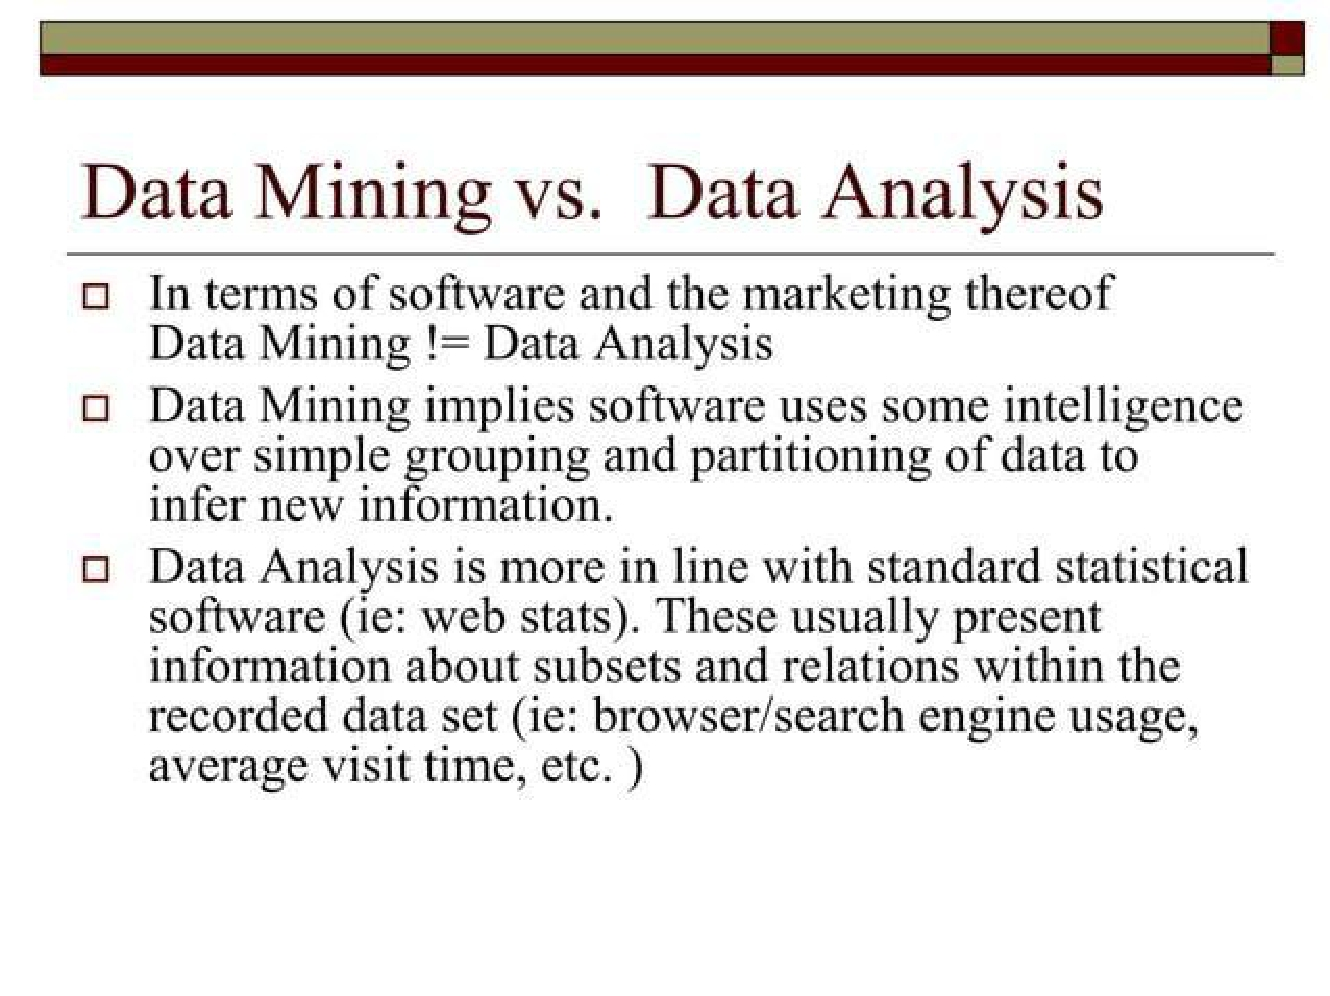 Data Mining vs.  Data Analysis
In terms of software and the marketing thereof
Data Mining != Data Analysis
Data Mining implies software uses some intelligence
over simple grouping and partitioning of data to
infer new information.
Data Analysis is more in line with standard statistical
software (ie: web stats). These usually present
information about subsets and relations within the
recorded data set (ie: browser/search engine usage,
average visit time, etc. )